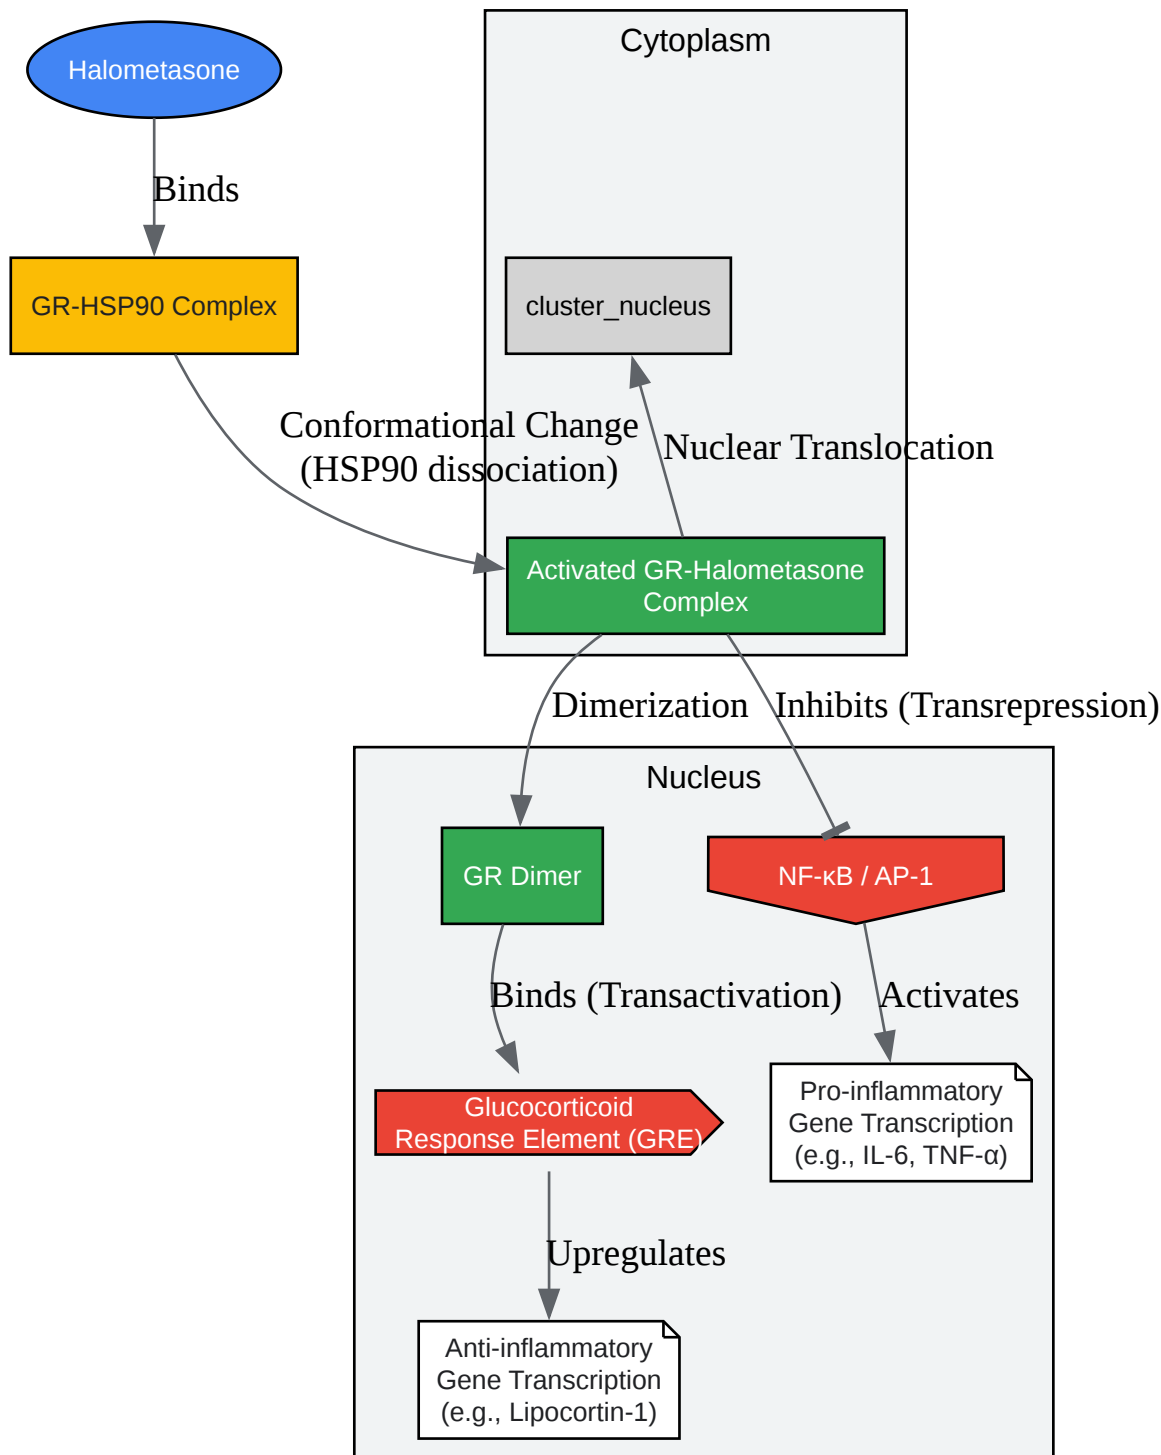 Cytoplasm
Halometasone
Binds
GR-HSP90 Complex
cluster_nucleus
Conformational Change
(HSP90 dissociation)
Nuclear Translocation
Activated GR-Halometasone
Complex
Dimerization
Inhibits (Transrepression)
Nucleus
GR Dimer
NF-κB / AP-1
Binds (Transactivation)
Activates
Glucocorticoid
Response Element (GRE)
Pro-inflammatory
Gene Transcription
(e.g., IL-6, TNF-α)
Upregulates
Anti-inflammatory
Gene Transcription
(e.g., Lipocortin-1)